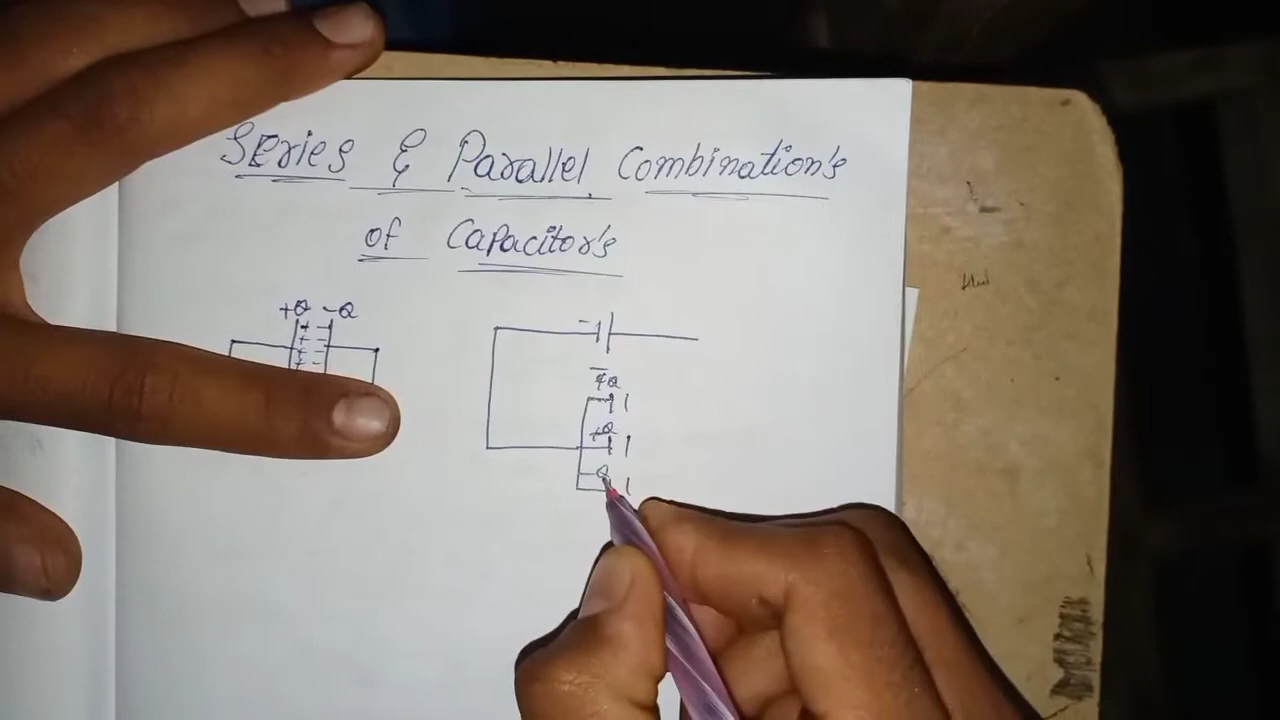 Series & Parallel Combination's
of Capacitor's
+Q -Q
-
+Q
-Q